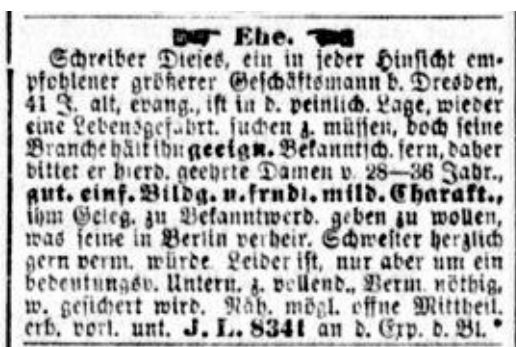 Ehe.
Schreiber Dieses, ein in jeder Hinsicht em-
pfohlener größerer Geschäftsmann b. Dresden,
41 J. alt, evang., ist in d. peinlich. Lage, wieder
eine Lebensgefährt. suchen z. müssen, doch seine
Branche hält ihn geeign. Bekanntsch. fern, daher
bittet er hierd. geehrte Damen v. 28—36 Jahr.,
gut. einf. Bildg. u. frndl. mild. Charakt.,
ihm Geleg. zu Bekanntwerd. geben zu wollen,
was seine in Berlin verheir. Schwester herzlich
gern verm. würde. Leider ist, nur aber um ein
bedeutungsv. Untern. z. vollend., Verm. nöthig,
w. gesichert wird. Näh. mögl. offne Mittheil.
erb. vorl. unt. J. L. 8341 an d. Exp. d. Bl. *